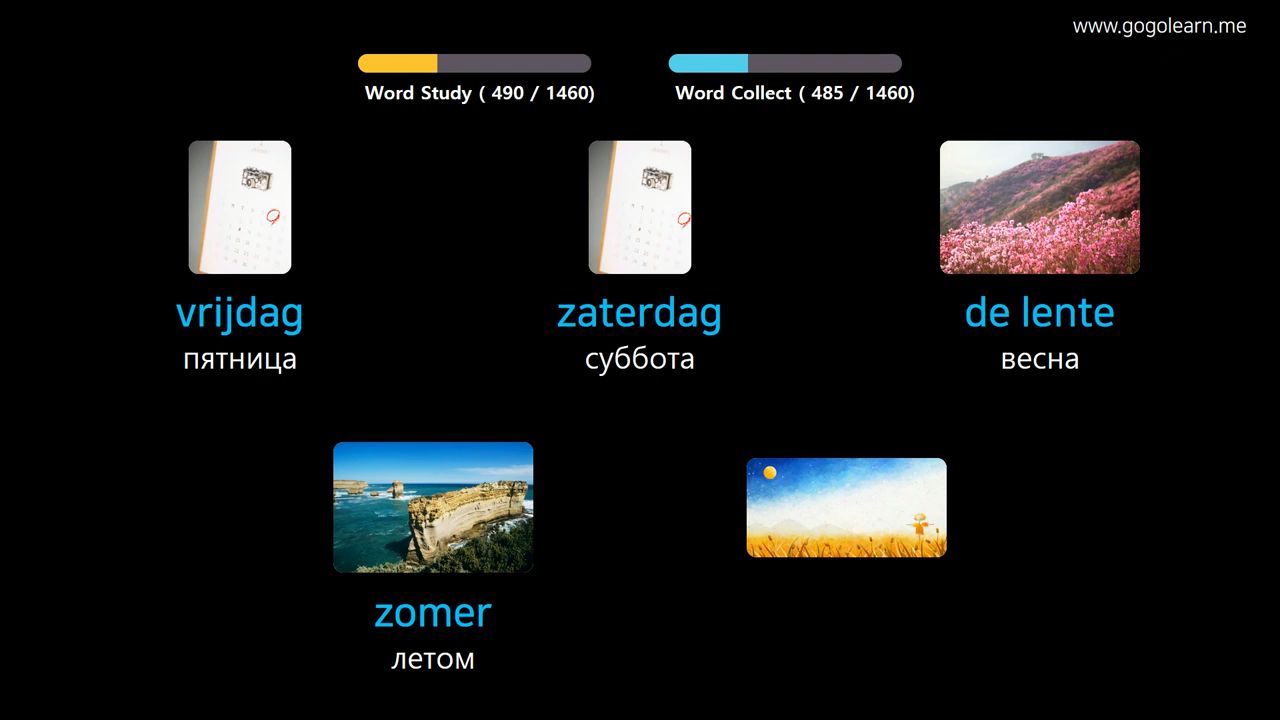 www.gogolearn.me
Word Study ( 490 / 1460)
Word Collect ( 485 / 1460)
vrijdag
пятница
zaterdag
суббота
de lente
весна
zomer
летом